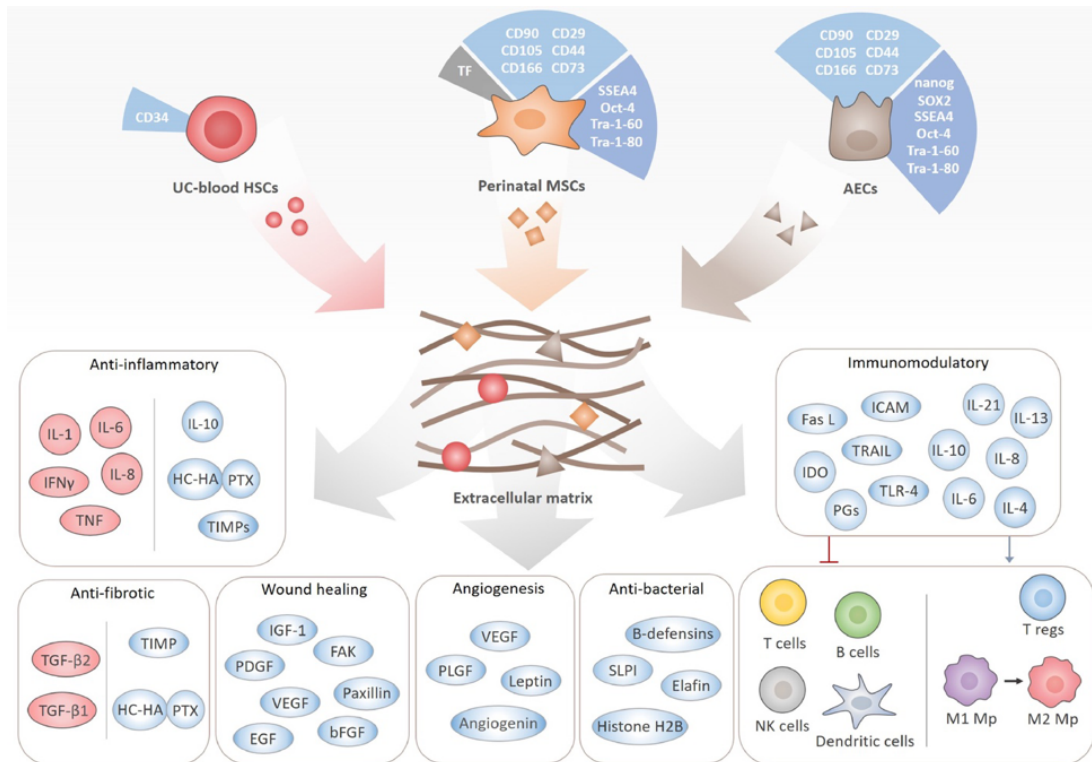 CD34
UC-blood HSCs
TF
CD90 CD29
CD105 CD44
CD166 CD73
SSEA4
Oct-4
Tra-1-60
Tra-1-80
Perinatal MSCs
CD90 CD29
CD105 CD44
CD166 CD73
nanog
SOX2
SSEA4
Oct-4
Tra-1-60
Tra-1-80
AECs
Extracellular matrix
Anti-inflammatory
IL-1
IL-6
IFNγ
IL-8
TNF
IL-10
HC-HA PTX
TIMPs
Immunomodulatory
Fas L
ICAM
IL-21
IL-13
TRAIL
IL-10
IL-8
IDO
TLR-4
PGs
IL-6
IL-4
Anti-fibrotic
TGF-β2
TGF-β1
TIMP
HC-HA PTX
Wound healing
IGF-1
FAK
PDGF
VEGF
Paxillin
EGF
bFGF
Angiogenesis
VEGF
PLGF
Leptin
Angiogenin
Anti-bacterial
B-defensins
SLPI
Elafin
Histone H2B
T cells
B cells
NK cells
Dendritic cells
T regs
M1 Mp
M2 Mp